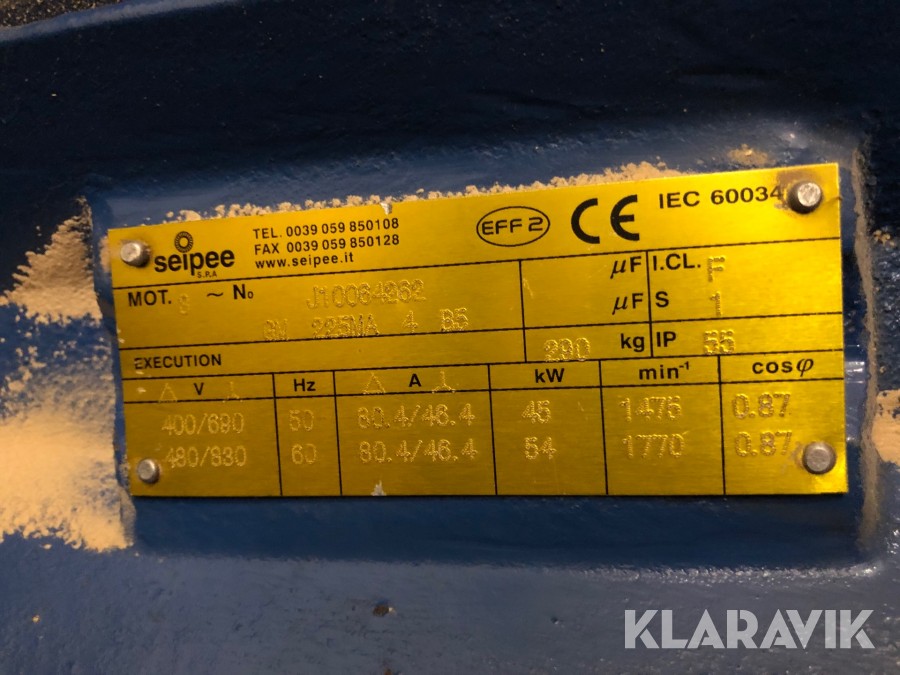 seipee
S.P.A
TEL. 0039 059 850108
FAX 0039 059 850128
www.seipee.it
EFF 2
CE
IEC 60034
MOT. 3 ~ No J10064962
GM 225MA 4 B5
µF
µF
I.CL. F
S 1
290 kg
IP 55
EXECUTION
△ V Y Hz △ A Y kW min⁻¹ cosφ
400/690 50 80.4/46.4 45 1475 0.87
480/830 60 80.4/46.4 54 1770 0.87
KLARAVIK